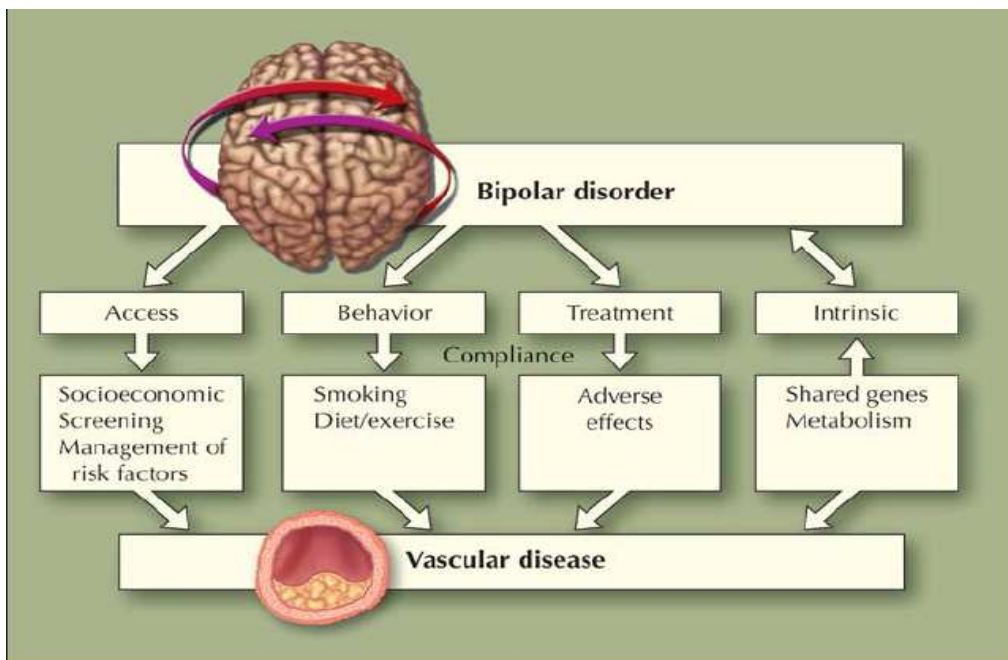 Bipolar disorder
Access
Behavior
Treatment
Intrinsic
Compliance
Socioeconomic
Screening
Management of
risk factors
Smoking
Diet/exercise
Adverse
effects
Shared genes
Metabolism
Vascular disease